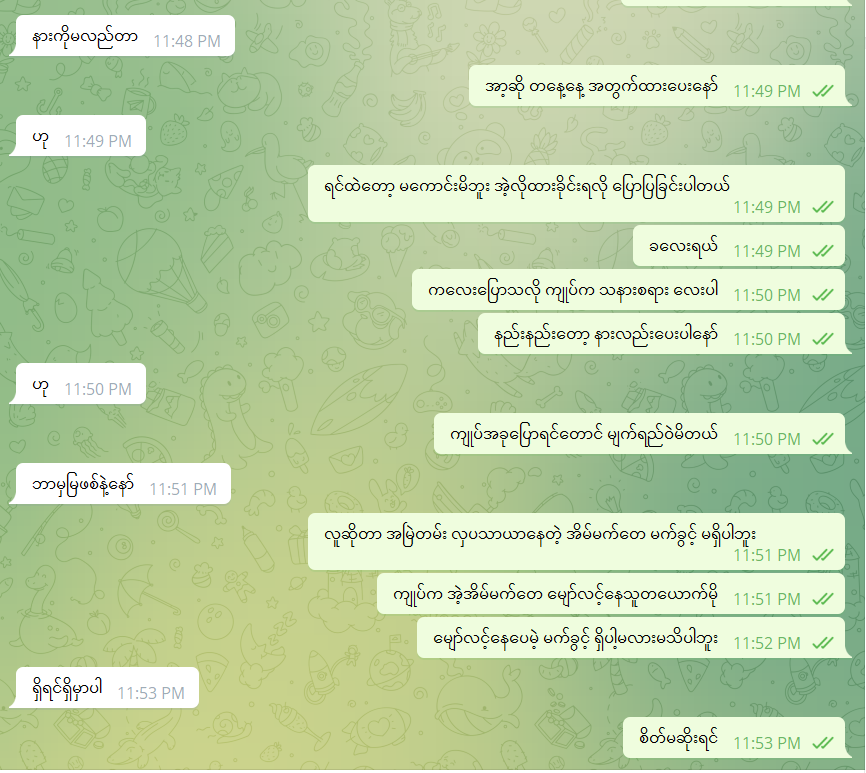 နားကိုမလည်တာ 11:48 PM
အာ့ဆို တနေ့နေ့ အတွက်ထားပေးနော် 11:49 PM
ဟု 11:49 PM
ရင်ထဲတော့ မကောင်းမိဘူး အဲ့လိုထားခိုင်းရလို ပြောပြခြင်းပါတယ်
11:49 PM
ခလေးရယ် 11:49 PM
ကလေးပြောသလို ကျုပ်က သနားစရား လေးပါ 11:50 PM
နည်းနည်းတော့ နားလည်းပေးပါနော် 11:50 PM
ဟု 11:50 PM
ကျုပ်အခုပြောရင်တောင် မျက်ရည်ဝဲမိတယ် 11:50 PM
ဘာမှမြဖစ်နဲ့နော် 11:51 PM
လူဆိုတာ အမြဲတမ်း လှပသာယာနေတဲ့ အိမ်မက်တေ မက်ခွင့် မရှိပါဘူး
11:51 PM
ကျုပ်က အဲ့အိမ်မက်တေ မျော်လင့်နေသူတယောက်မို 11:51 PM
မျော်လင့်နေပေမဲ့ မက်ခွင့် ရှိပါ့မလားမသိပါဘူး 11:52 PM
ရှိရင်ရှိမှာပါ 11:53 PM
စိတ်မဆိုးရင် 11:53 PM